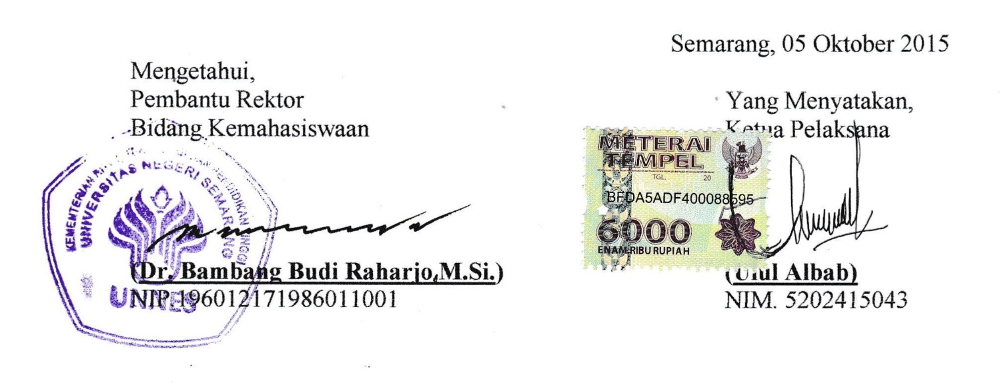 Semarang, 05 Oktober 2015
Mengetahui,
Pembantu Rektor
Bidang Kemahasiswaan
KEMENTERIAN PENDIDIKAN TINGGI
UNIVERSITAS NEGERI SEMARANG
UNNES
(Dr. Bambang Budi Raharjo,M.Si.)
NIP.196012171986011001
Yang Menyatakan,
Ketua Pelaksana
METERAI
TEMPEL
TGL. 20
BFDA5ADF400088595
6000
ENAM RIBU RUPIAH
(Ulul Albab)
NIM. 5202415043